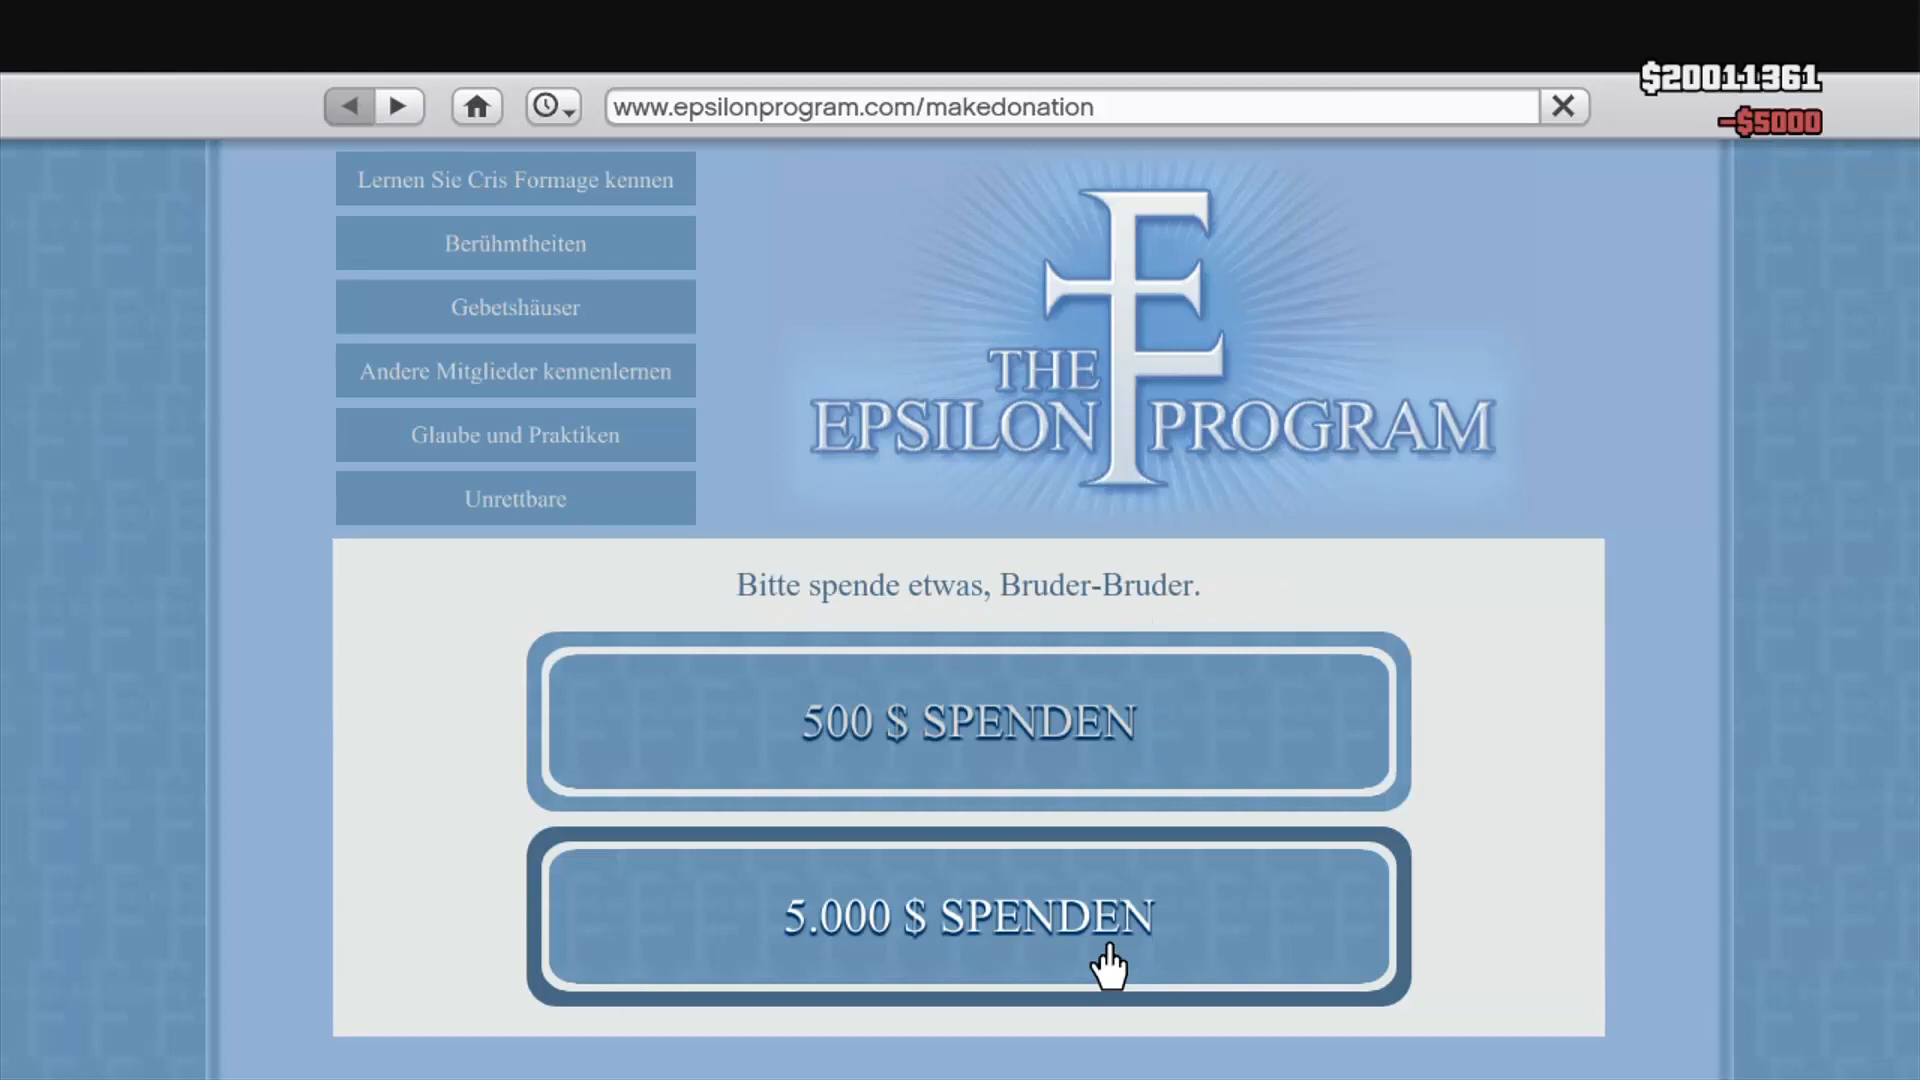 $20011361
www.epsilonprogram.com/makedonation
-$5000
Lernen Sie Cris Formage kennen
Berühmtheiten
Gebetshäuser
Andere Mitglieder kennenlernen
Glaube und Praktiken
Unrettbare
THE
EPSILON PROGRAM
Bitte spende etwas, Bruder-Bruder.
500 $ SPENDEN
5.000 $ SPENDEN